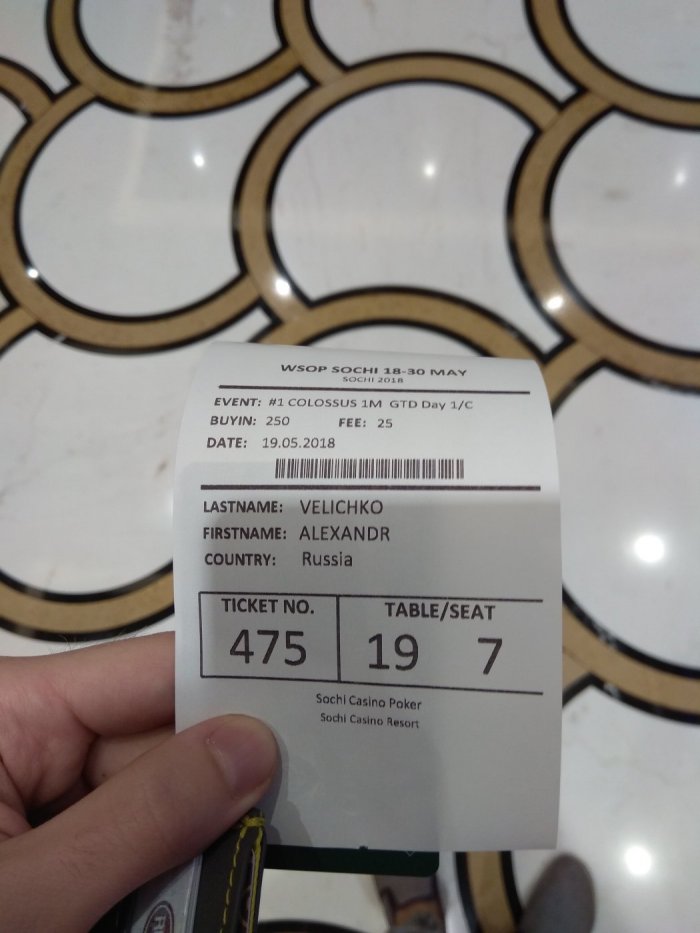 WSOP SOCHI 18-30 MAY
SOCHI 2018
EVENT: #1 COLOSSUS 1M GTD Day 1/C
BUYIN: 250 FEE: 25
DATE: 19.05.2018
LASTNAME: VELICHKO
FIRSTNAME: ALEXANDR
COUNTRY: Russia
TICKET NO. TABLE/SEAT
475 19 7
Sochi Casino Poker
Sochi Casino Resort